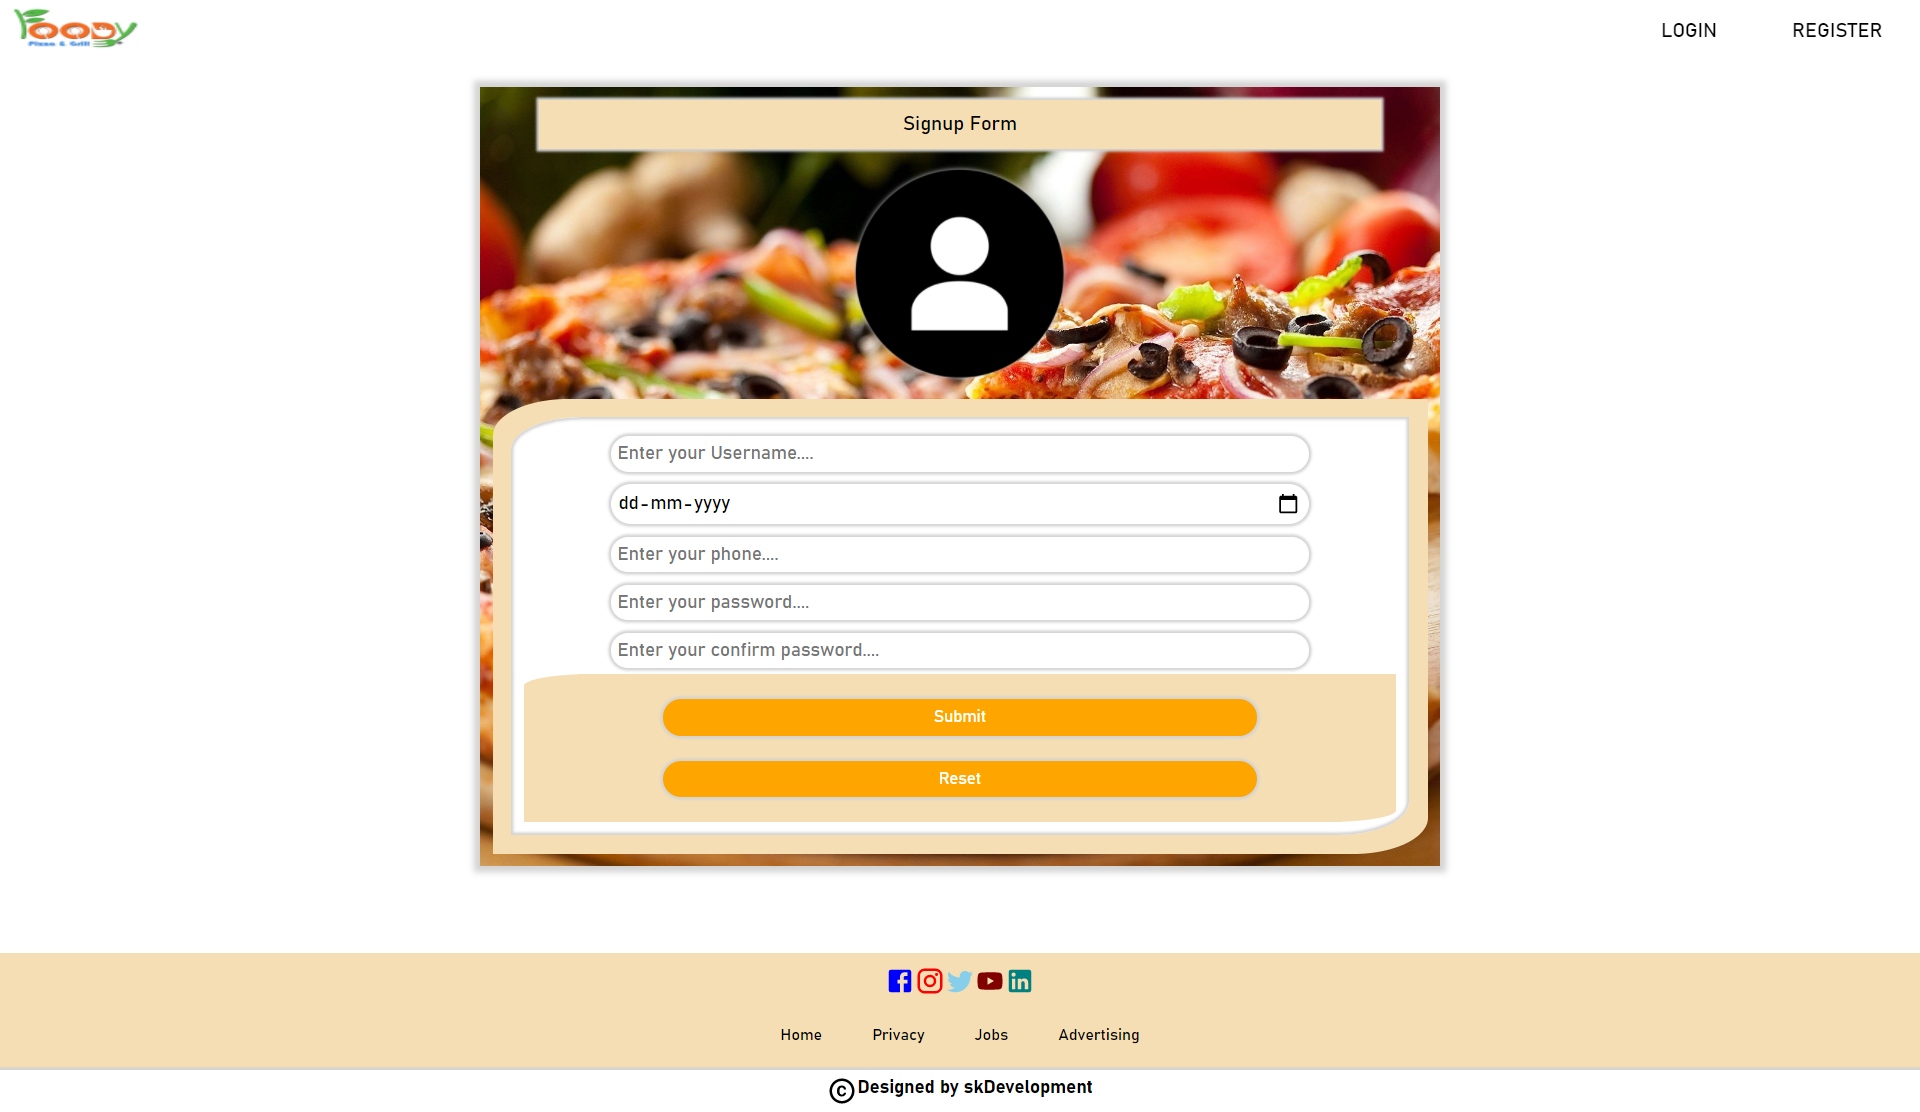 FOODY
Pizza & Grill
LOGIN
REGISTER
Signup Form
Enter your Username....
dd-mm-yyyy
Enter your phone....
Enter your password....
Enter your confirm password....
Submit
Reset
Home
Privacy
Jobs
Advertising
© Designed by skDevelopment